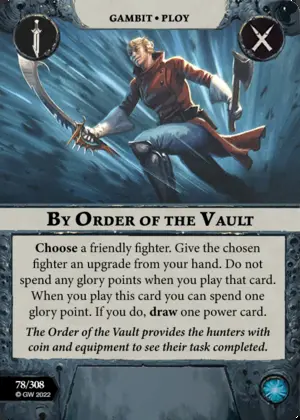 GAMBIT • PLOY
BY ORDER OF THE VAULT
Choose a friendly fighter. Give the chosen
fighter an upgrade from your hand. Do not
spend any glory points when you play that card.
When you play this card you can spend one
glory point. If you do, draw one power card.
The Order of the Vault provides the hunters with
coin and equipment to see their task completed.
78/308
© GW 2022